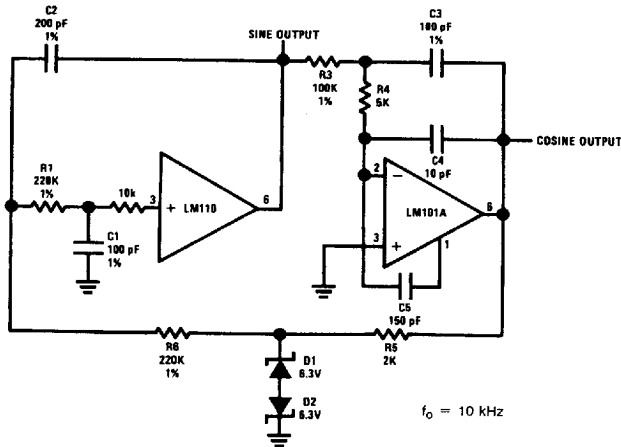 C2
200 pF
1%
SINE OUTPUT
C3
100 pF
1%
R3
100K
1%
R4
5K
COSINE OUTPUT
C4
10 pF
R1
220K
1%
10k
3
+
LM110
6
C1
100 pF
1%
2
−
LM101A
6
3
+
1
C5
150 pF
R6
220K
1%
R5
2K
D1
6.3V
D2
6.3V
fo = 10 kHz